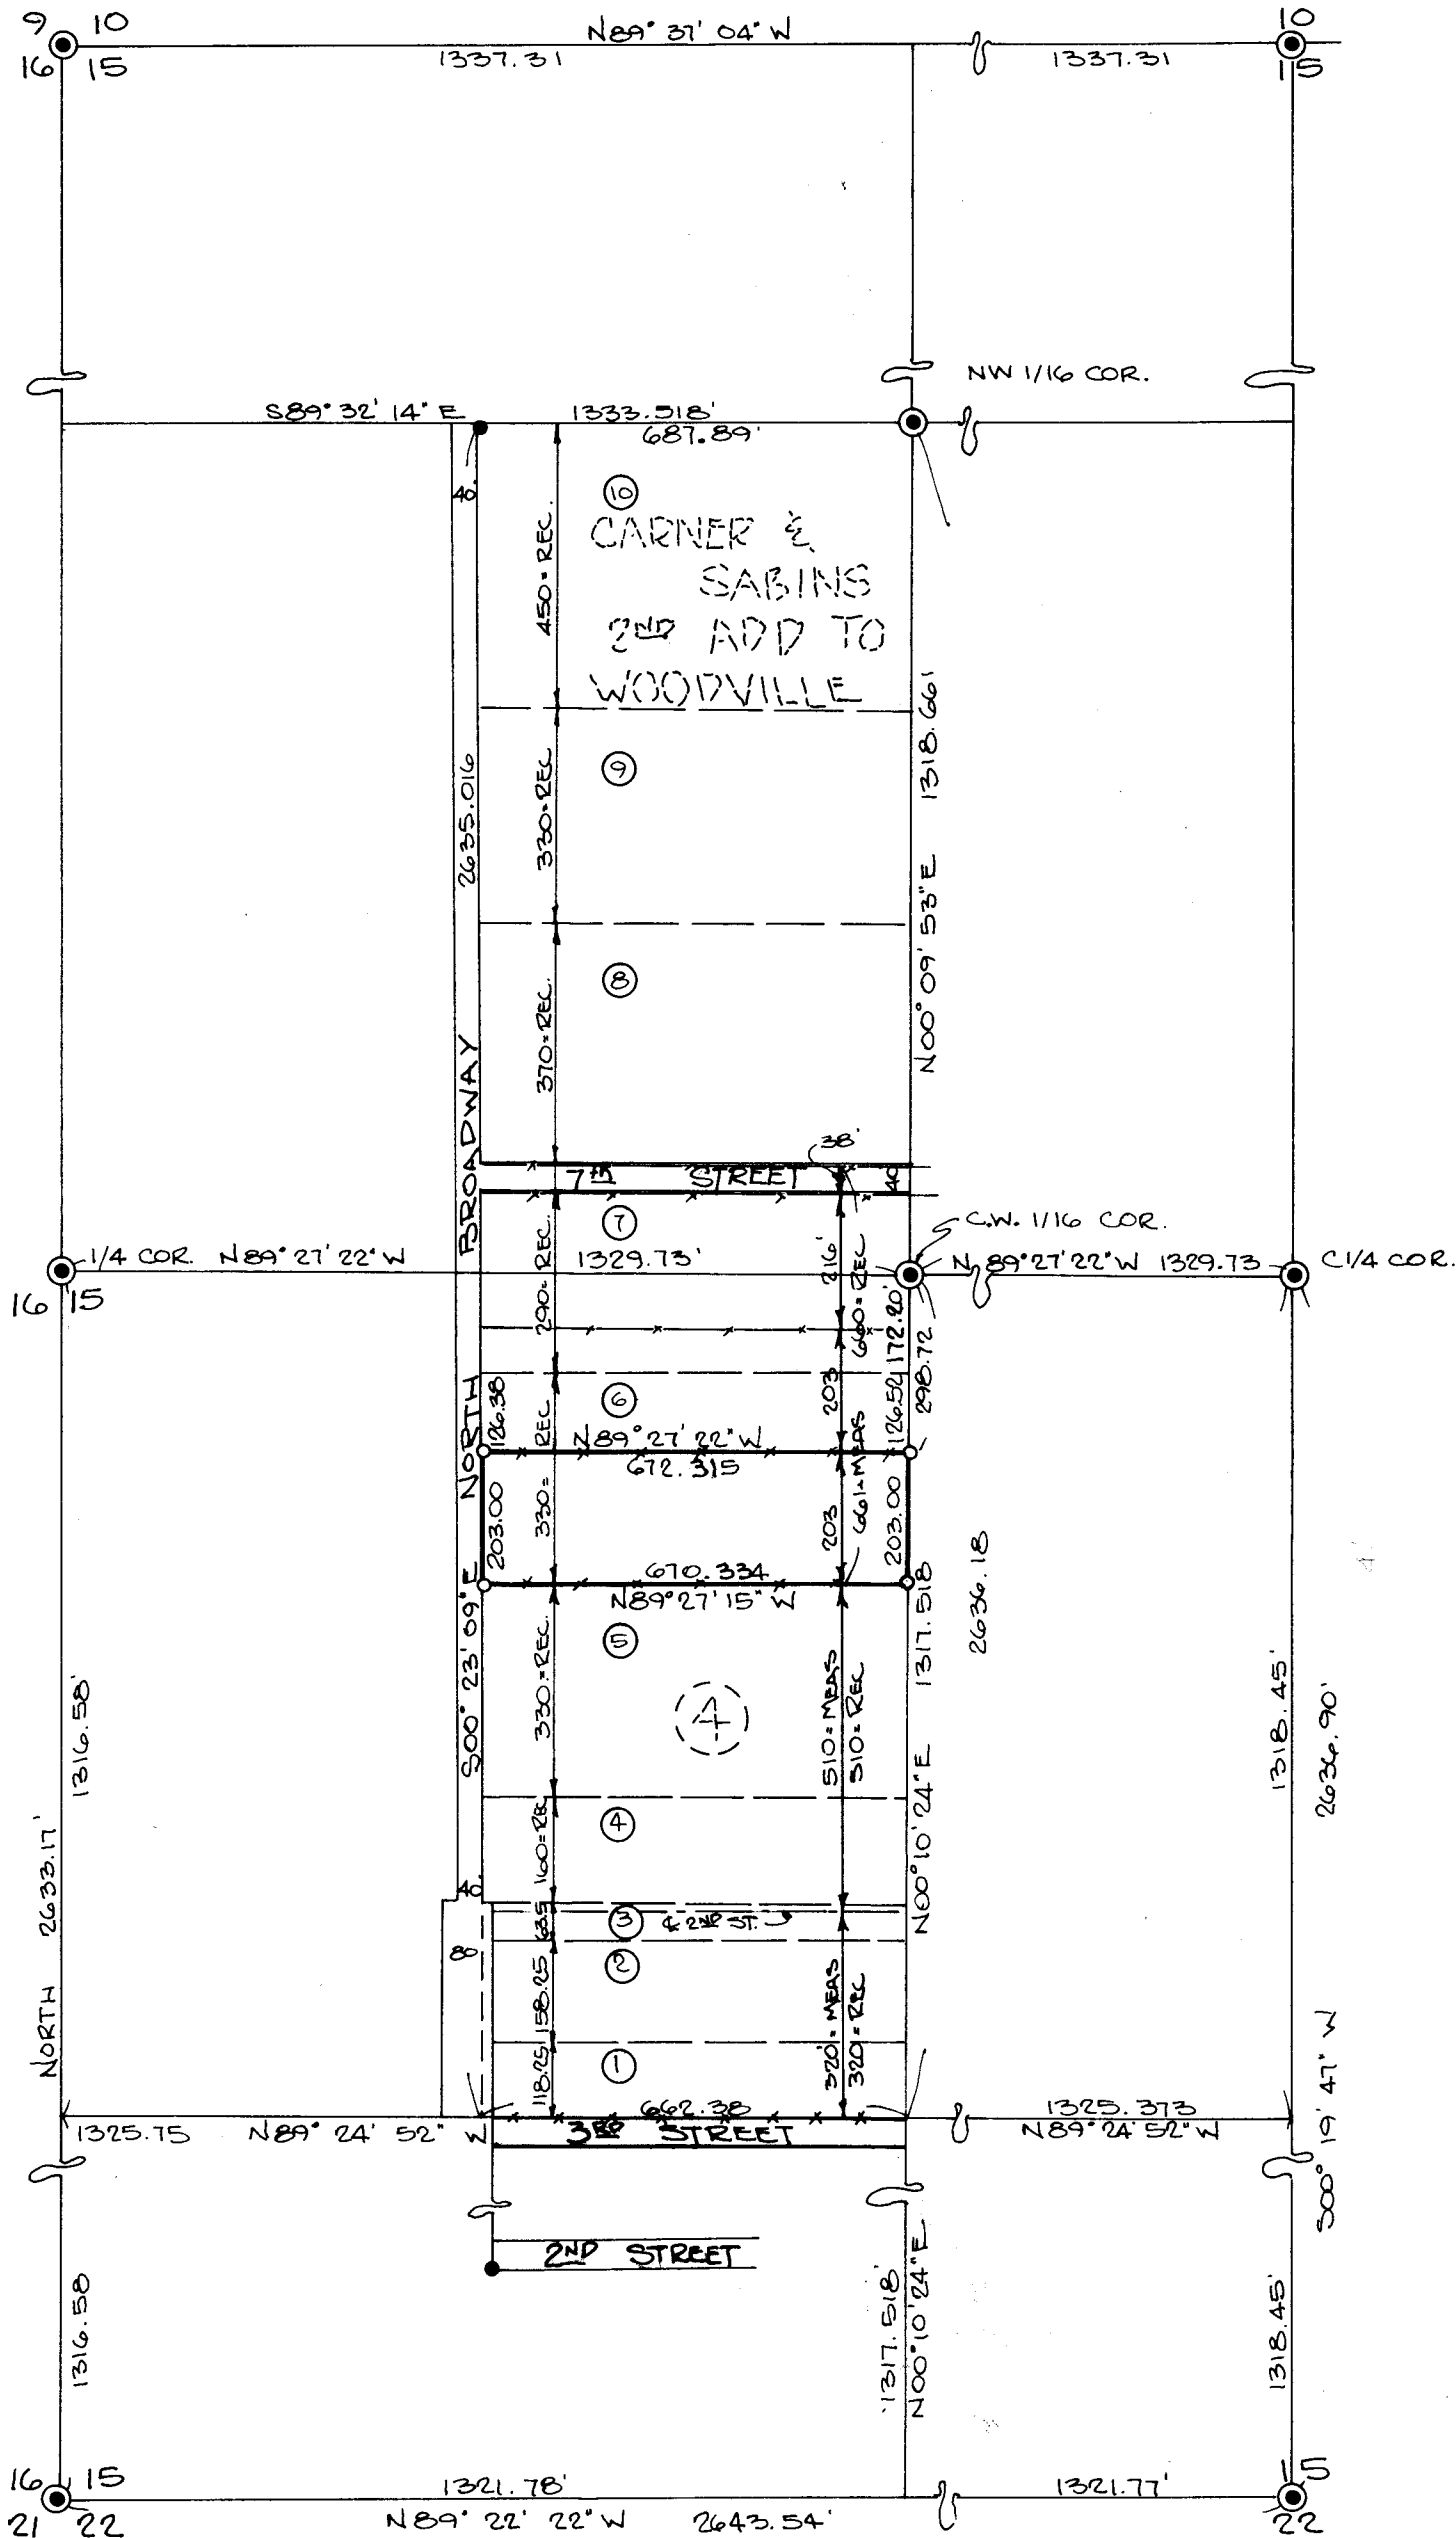 9 10
N89° 37' 04" W
10
16 15
1337.31
1337.31
15
NW 1/16 COR.
S89° 32' 14" E
1333.518'
687.89'
40.
10
450=REC.
CARNER &
SABINS
2ND ADD TO
WOODVILLE
1318.661
2635.016
330=REC
9
N00° 09' 53" E
8
370=REC.
NORTH BROADWAY
38'
7th STREET
40
7
C.W. 1/16 COR.
1/4 COR.
N89° 27' 22" W
1329.73'
N 89° 27' 22" W 1329.73
C 1/4 COR.
16 15
290=REC.
216'
660=REC
172.20'
298.72
203
126.52
126.38
6
N89° 27' 22" W
672.315
330= REC
661=MEAS
203.00
203
203.00
670.334
N89° 27' 15" W
S00° 23' 09" E
1317.518
2636.18
5
330=REC.
4
510=MEAS
510=REC
1316.58'
1318.45'
2636.90'
N00° 10' 24" E
4
160=REC
40.
NORTH 2633.17'
63.5
3
℄ 2ND ST.
80
2
158.25
320'=MEAS
320'=REC
1
118.25
S00° 19' 47" W
662.38
1325.373
1325.75
N89° 24' 52" W
3RD STREET
N89° 24' 52" W
2ND STREET
1316.58
1317.518'
N00° 10' 24" E
1318.45'
16 15
1321.78'
1321.77'
15
21 22
N89° 22' 22" W
2643.54'
22